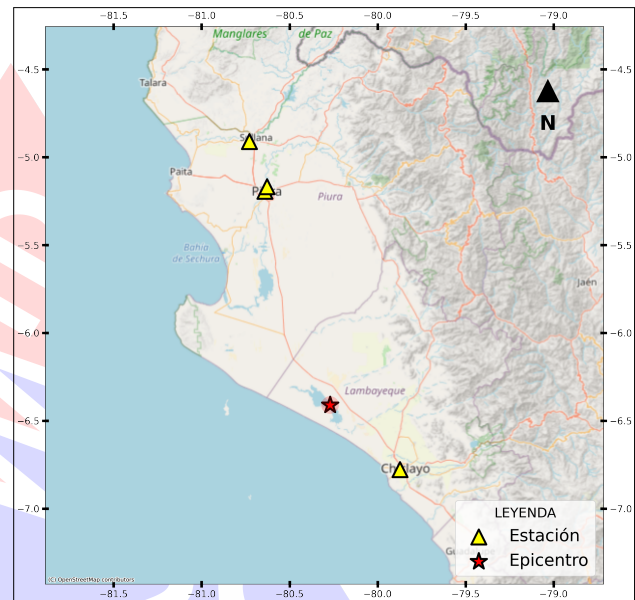 −81.5 −81.0 −80.5 −80.0 −79.5 −79.0
Manglares de Paz
−4.5 −4.5
Talara
N
Sullana
−5.0 −5.0
Paita
Piura
Piura
−5.5 −5.5
Bahía
de Sechura
Jaén
−6.0 −6.0
Lambayeque
−6.5 −6.5
Chiclayo
−7.0 −7.0
LEYENDA
Estación
Epicentro
(C) OpenStreetMap contributors
−81.5 −81.0 −80.5 −80.0 −79.5 −79.0